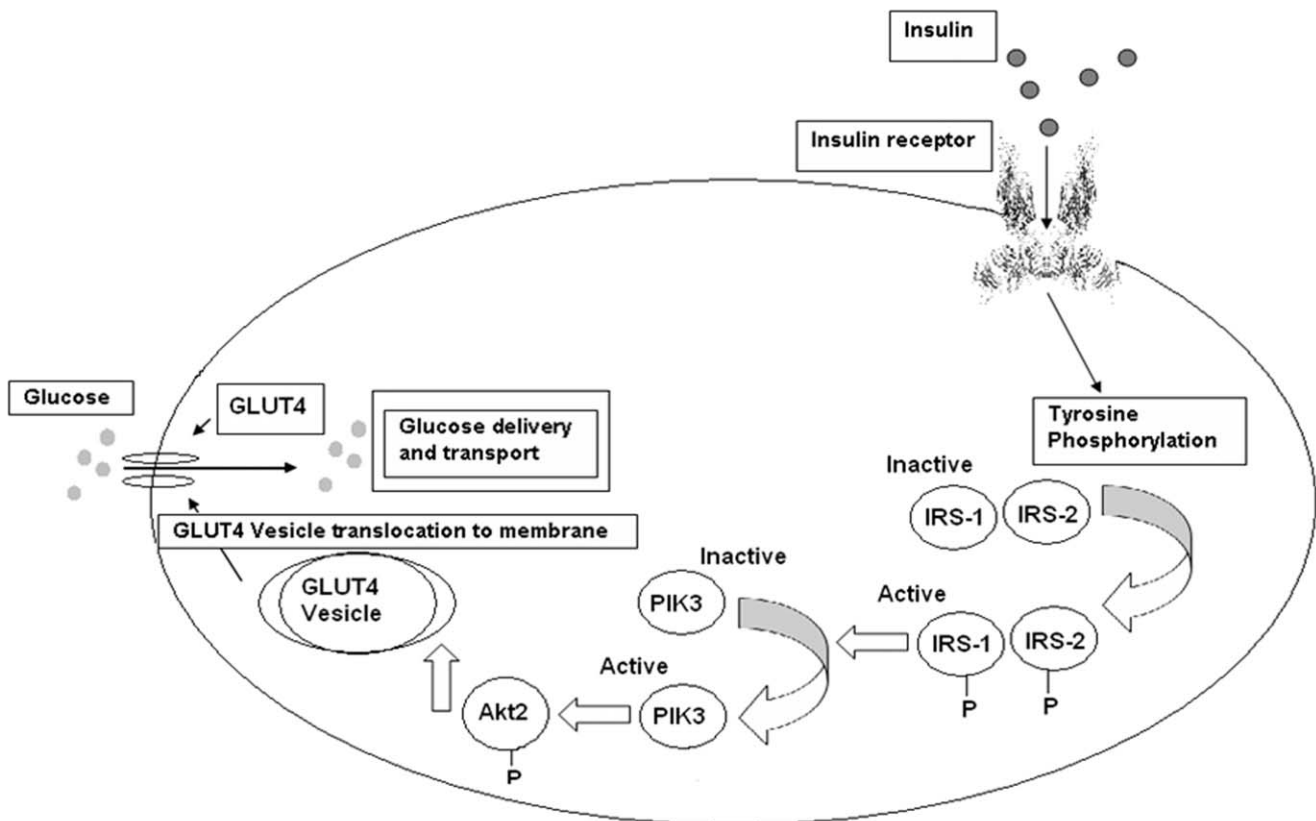 Insulin
Insulin receptor
Glucose
GLUT4
Glucose delivery
and transport
Tyrosine
Phosphorylation
Inactive
IRS-1
IRS-2
GLUT4 Vesicle translocation to membrane
Inactive
GLUT4
Vesicle
PIK3
Active
IRS-1
IRS-2
Active
P
P
Akt2
PIK3
P